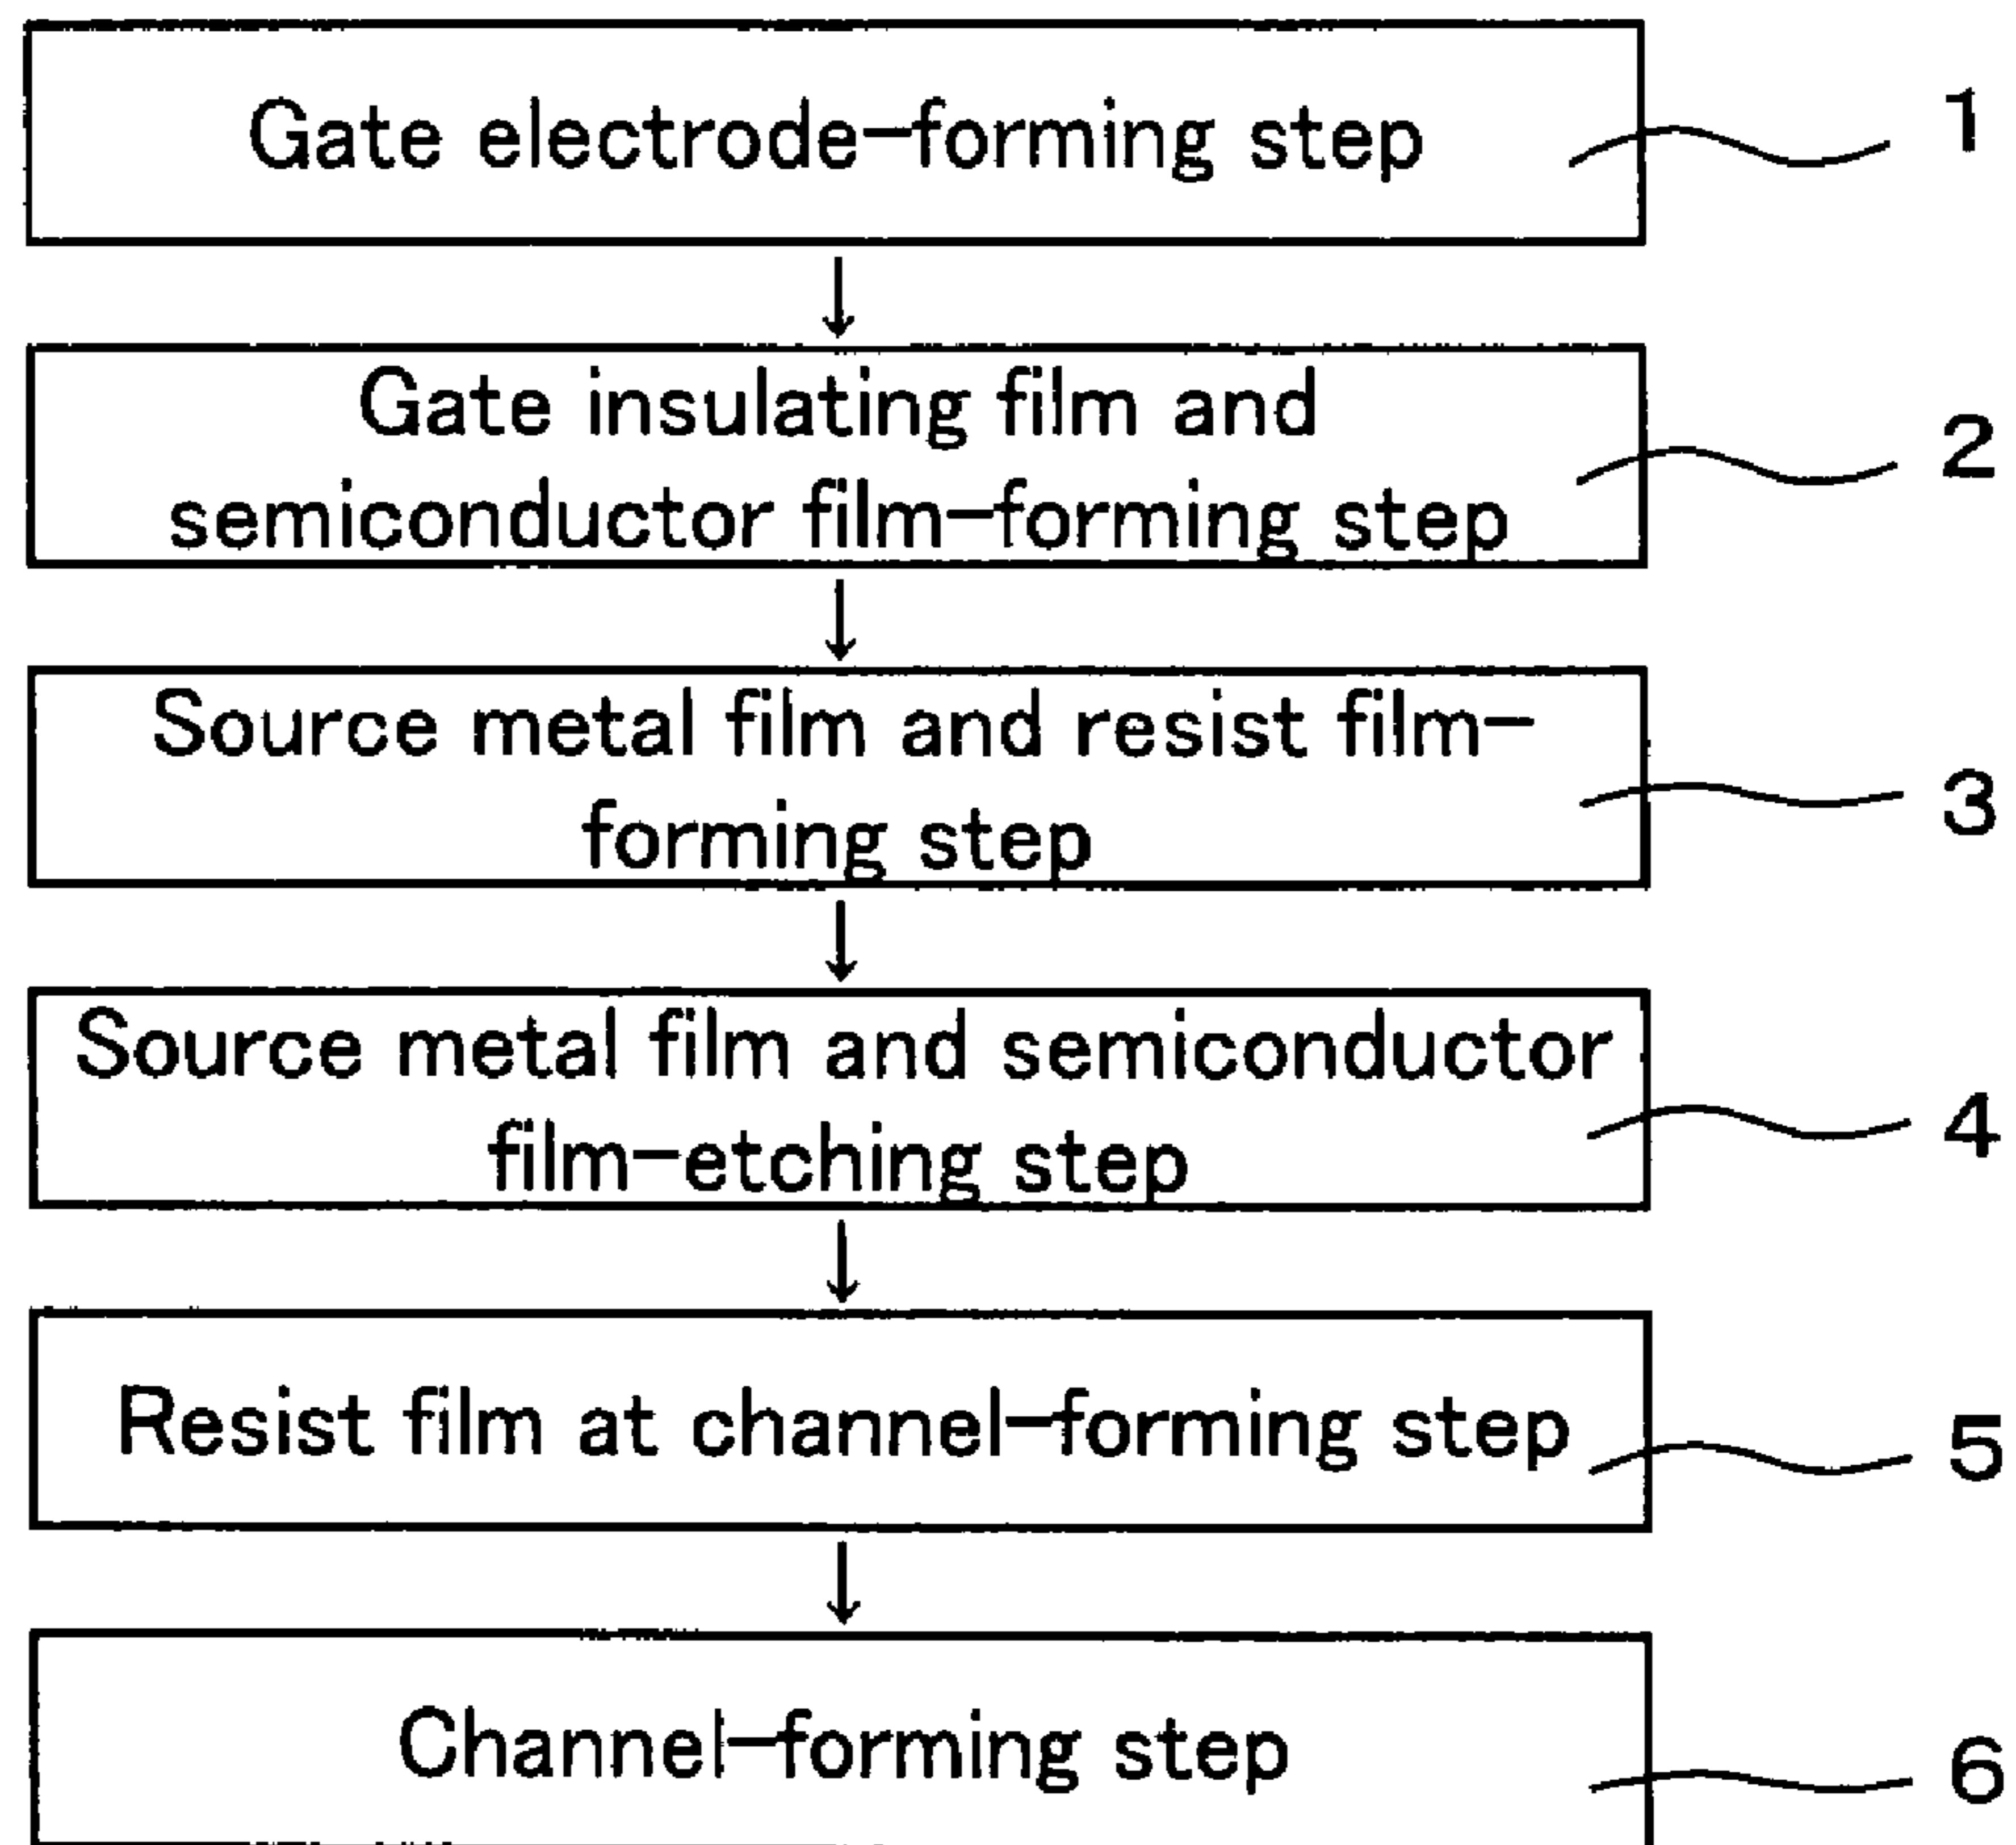 Gate electrode-forming step
1
Gate insulating film and
semiconductor film-forming step
2
Source metal film and resist film-
forming step
3
Source metal film and semiconductor
film-etching step
4
Resist film at channel-forming step
5
Channel-forming step
6